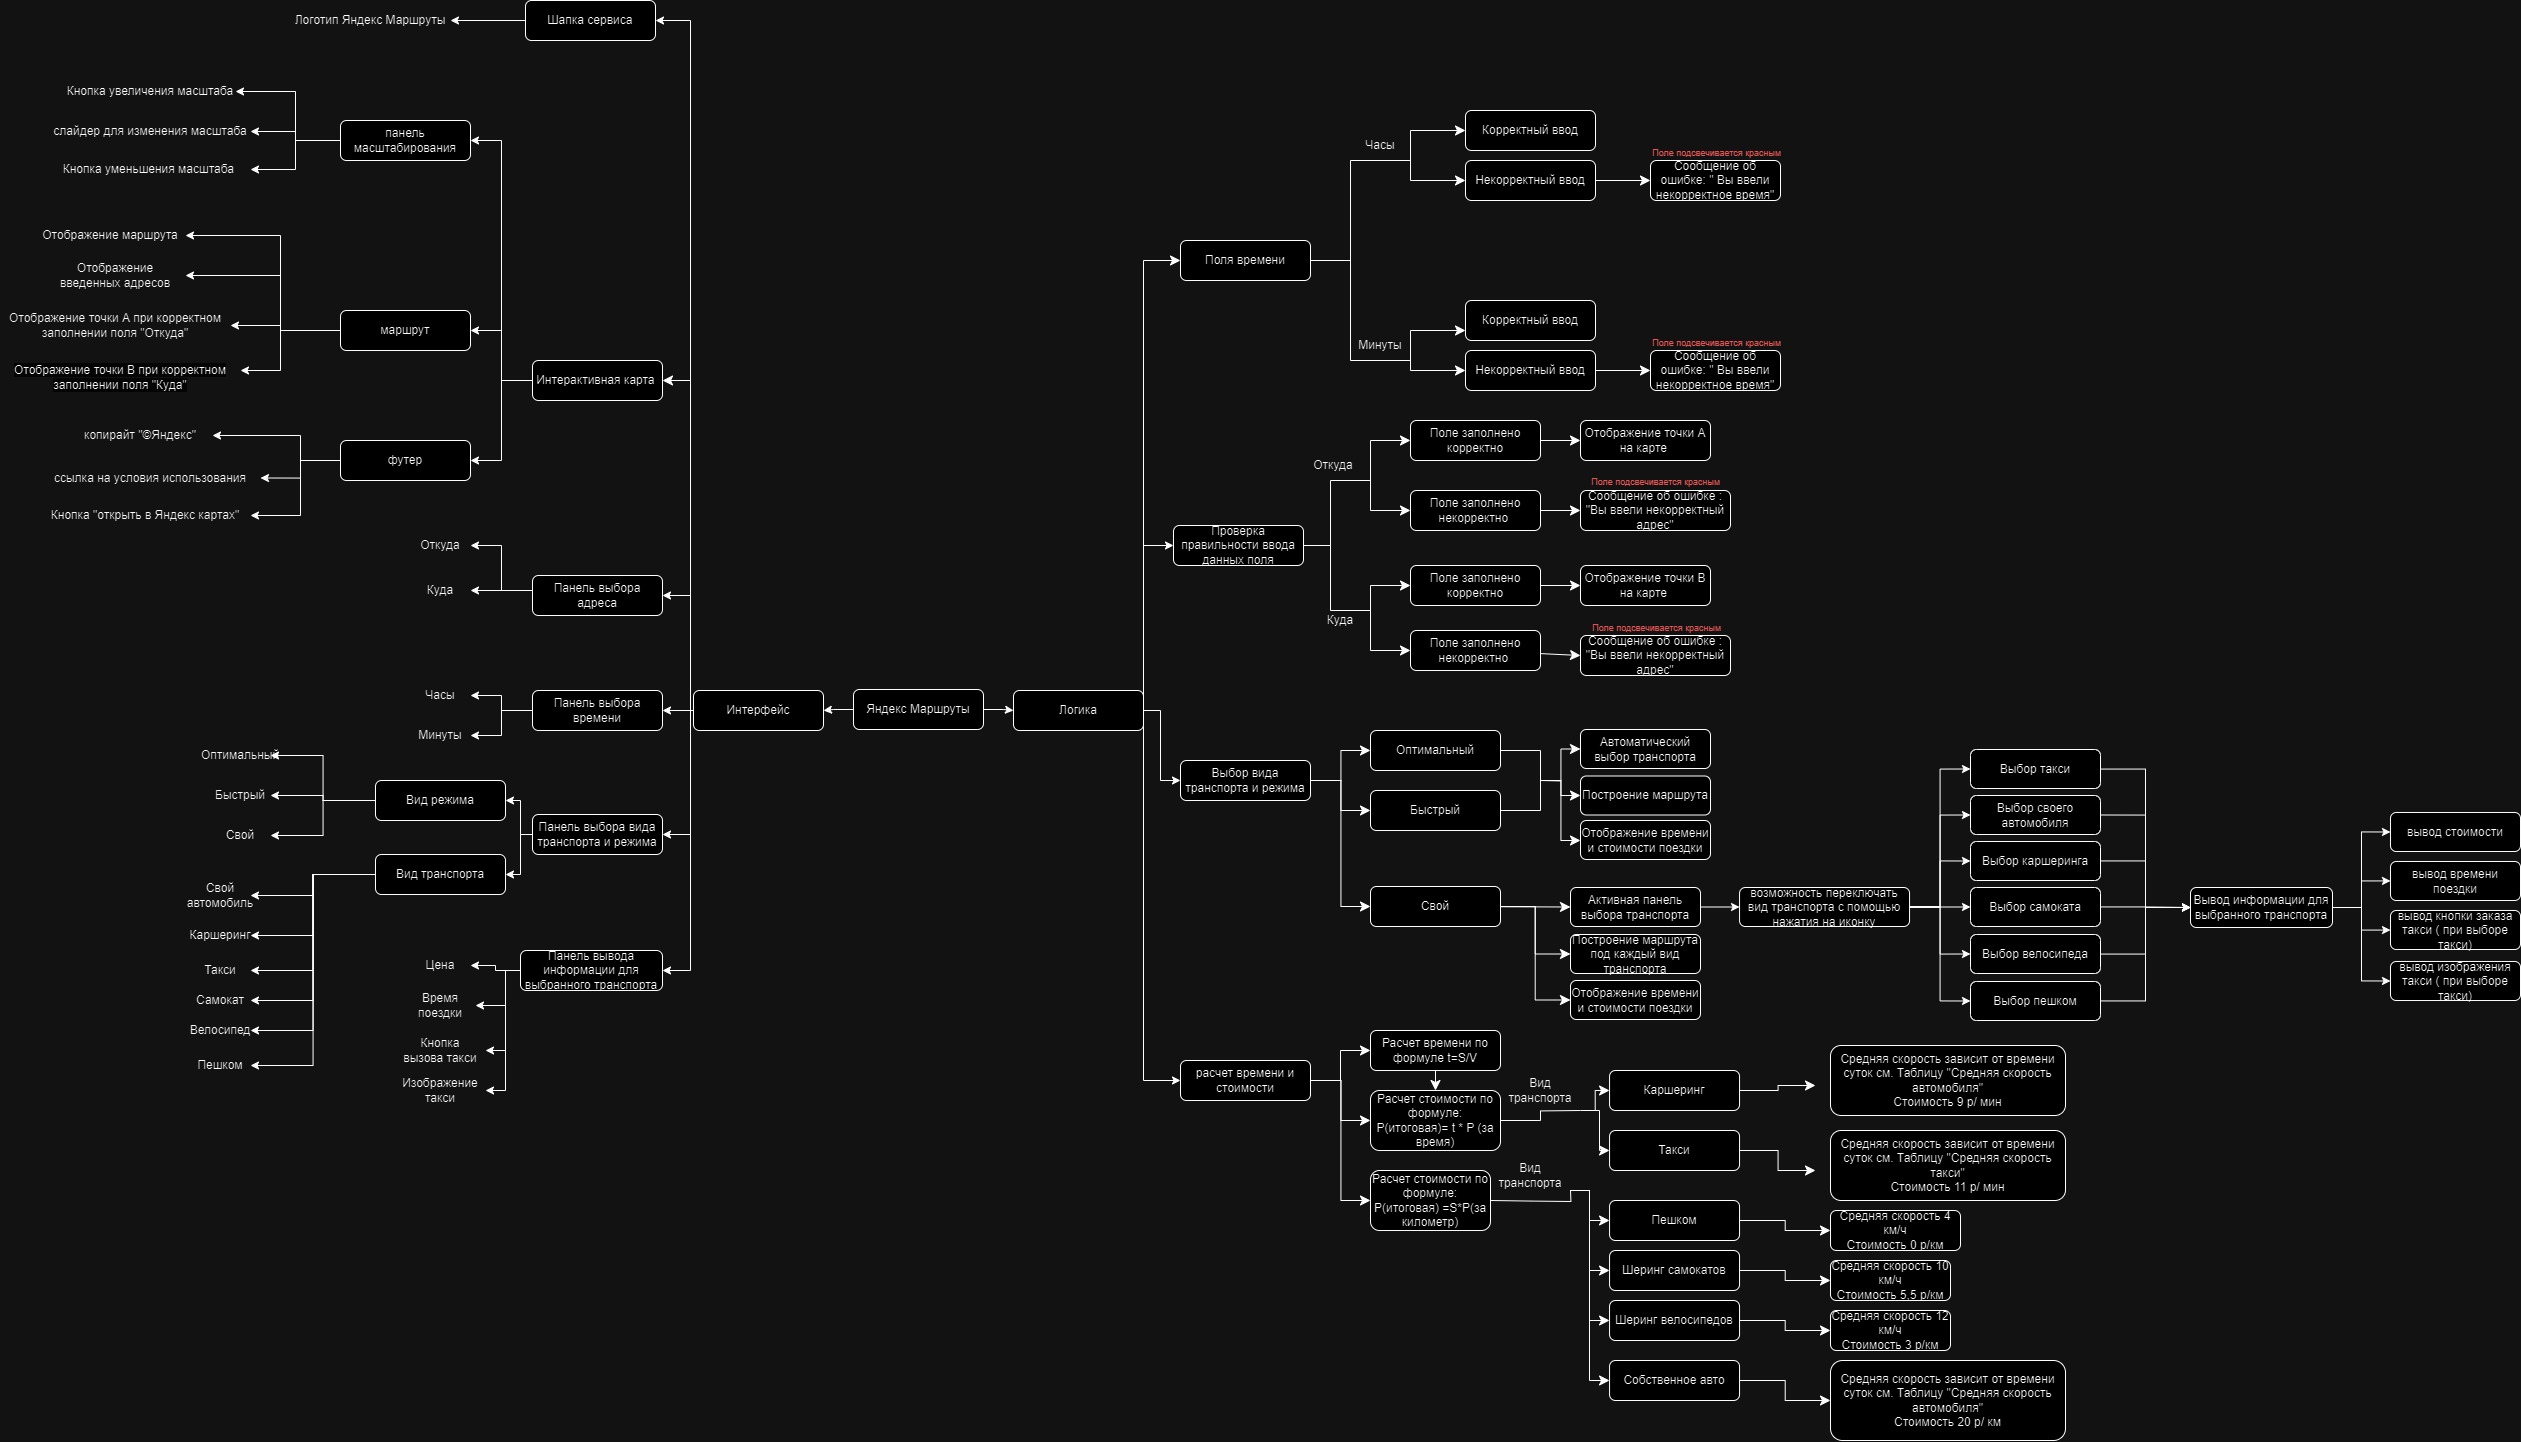 Логотип Яндекс Маршруты
Шапка сервиса
Кнопка увеличения масштаба
слайдер для изменения масштаба
Кнопка уменьшения масштаба
панель
масштабирования
Отображение маршрута
Отображение
введенных адресов
Отображение точки А при корректном
заполнении поля "Откуда"
Отображение точки В при корректном
заполнении поля "Куда"
маршрут
Интерактивная карта
копирайт "©Яндекс"
ссылка на условия использования
Кнопка "открыть в Яндекс картах"
футер
Откуда
Куда
Панель выбора
адреса
Часы
Минуты
Панель выбора
времени
Оптимальный
Быстрый
Свой
Вид режима
Панель выбора вида
транспорта и режима
Вид транспорта
Свой
автомобиль
Каршеринг
Такси
Самокат
Велосипед
Пешком
Цена
Время
поездки
Кнопка
вызова такси
Изображение
такси
Панель вывода
информации для
выбранного транспорта
Интерфейс
Яндекс Маршруты
Логика
Поля времени
Часы
Корректный ввод
Некорректный ввод
Поле подсвечивается красным
Сообщение об
ошибке: " Вы ввели
некорректное время"
Минуты
Корректный ввод
Некорректный ввод
Поле подсвечивается красным
Сообщение об
ошибке: " Вы ввели
некорректное время"
Проверка
правильности ввода
данных поля
Откуда
Поле заполнено
корректно
Отображение точки А
на карте
Поле заполнено
некорректно
Поле подсвечивается красным
Сообщение об ошибке :
"Вы ввели некорректный
адрес"
Куда
Поле заполнено
корректно
Отображение точки В
на карте
Поле заполнено
некорректно
Поле подсвечивается красным
Сообщение об ошибке :
"Вы ввели некорректный
адрес"
Выбор вида
транспорта и режима
Оптимальный
Быстрый
Автоматический
выбор транспорта
Построение маршрута
Отображение времени
и стоимости поездки
Свой
Активная панель
выбора транспорта
Построение маршрута
под каждый вид
транспорта
Отображение времени
и стоимости поездки
возможность переключать
вид транспорта с помощью
нажатия на иконку
Выбор такси
Выбор своего
автомобиля
Выбор каршеринга
Выбор самоката
Выбор велосипеда
Выбор пешком
Вывод информации для
выбранного транспорта
вывод стоимости
вывод времени
поездки
вывод кнопки заказа
такси ( при выборе
такси)
вывод изображения
такси ( при выборе
такси)
расчет времени и
стоимости
Расчет времени по
формуле t=S/V
Расчет стоимости по
формуле:
P(итоговая)= t * P (за
время)
Вид
транспорта
Каршеринг
Средняя скорость зависит от времени
суток см. Таблицу "Средняя скорость
автомобиля"
Стоимость 9 р/ мин
Такси
Средняя скорость зависит от времени
суток см. Таблицу "Средняя скорость
такси"
Стоимость 11 р/ мин
Расчет стоимости по
формуле:
P(итоговая) =S*P(за
километр)
Вид
транспорта
Пешком
Средняя скорость 4
км/ч
Стоимость 0 р/км
Шеринг самокатов
Средняя скорость 10
км/ч
Стоимость 5,5 р/км
Шеринг велосипедов
Средняя скорость 12
км/ч
Стоимость 3 р/км
Собственное авто
Средняя скорость зависит от времени
суток см. Таблицу "Средняя скорость
автомобиля"
Стоимость 20 р/ км